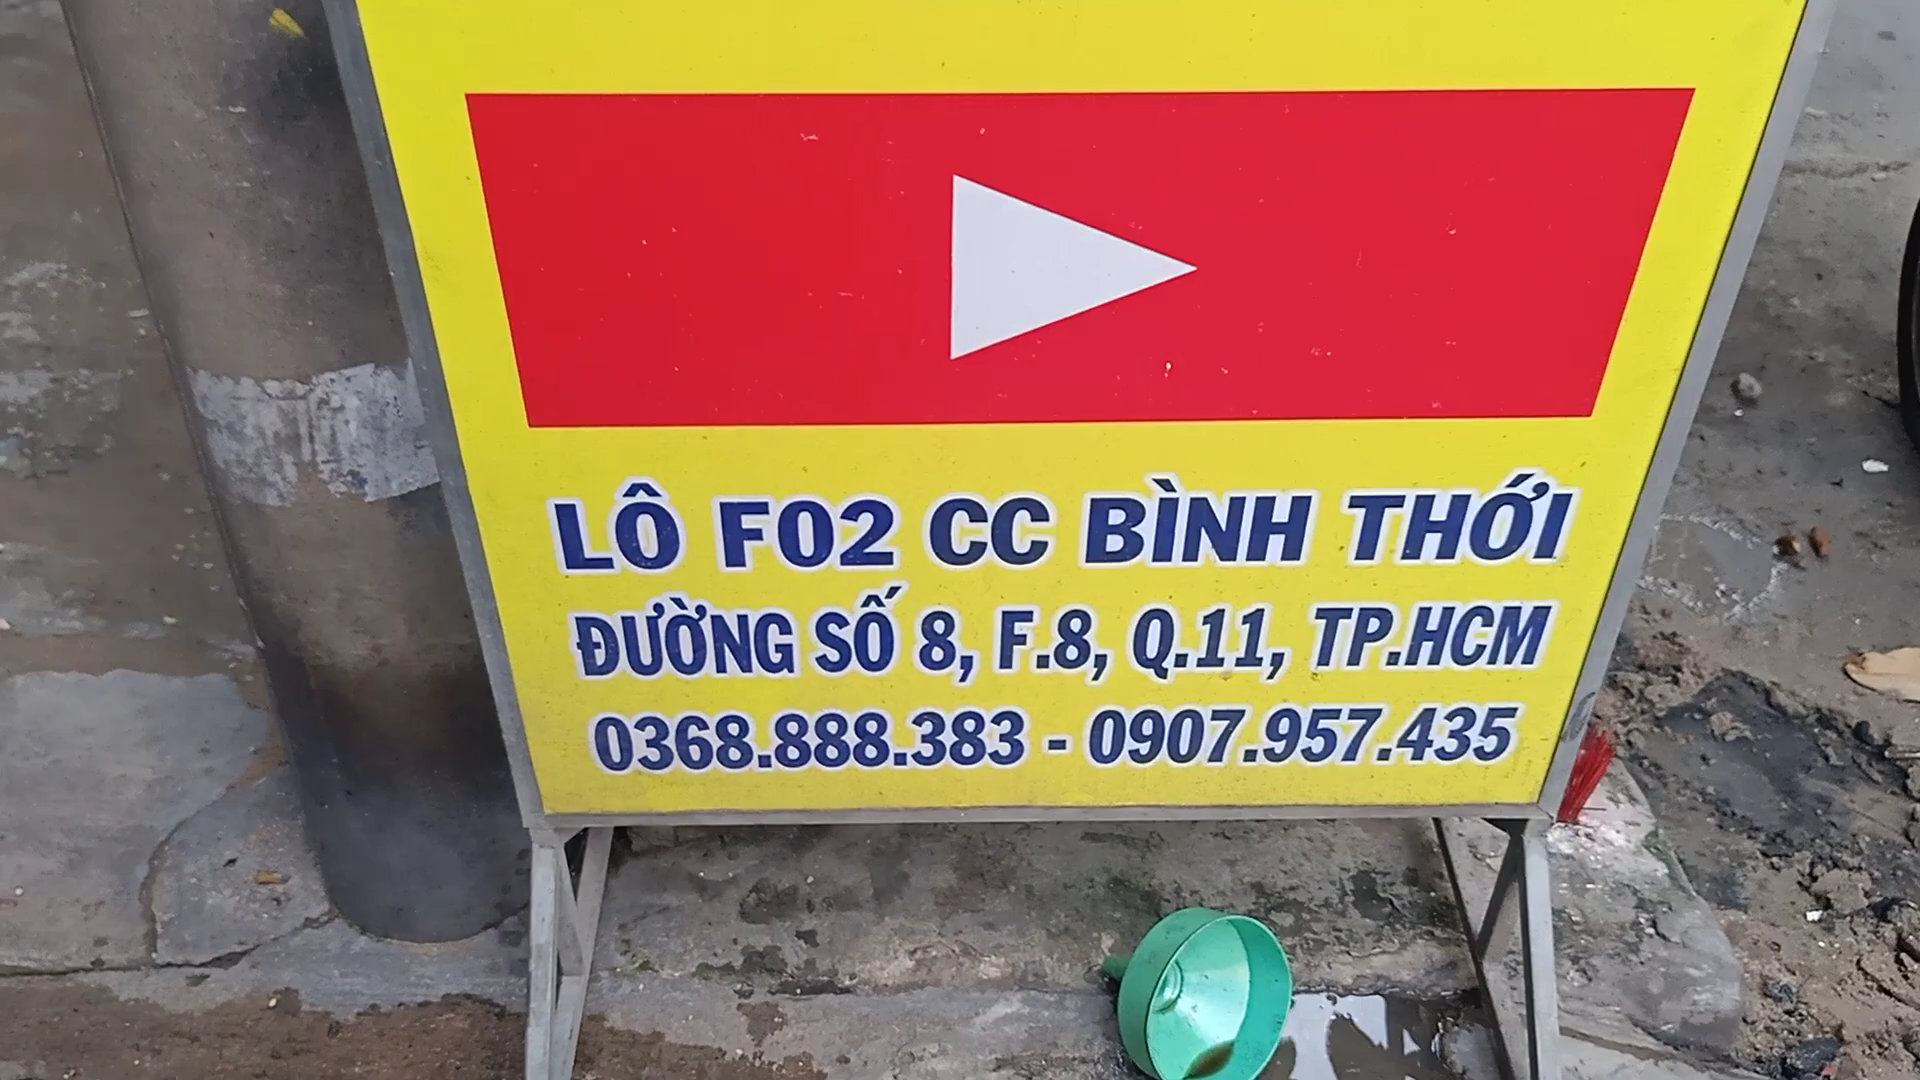 LÔ F02 CC BÌNH THỚI
ĐƯỜNG SỐ 8, F.8, Q.11, TP.HCM
0368.888.383 - 0907.957.435